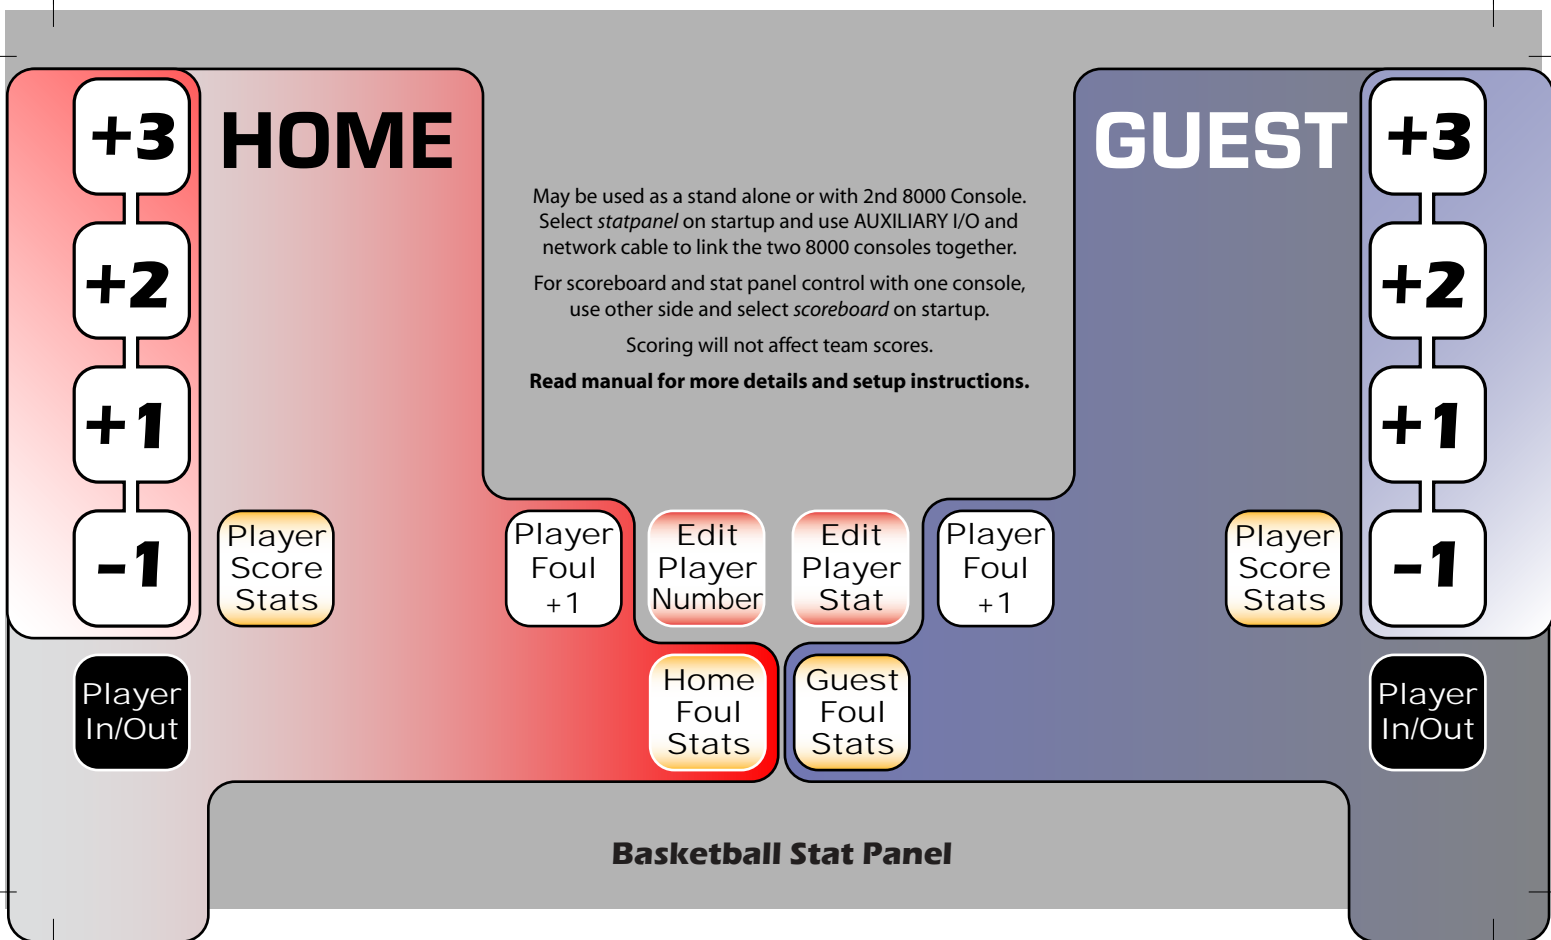 +3
HOME
GUEST
+3
May be used as a stand alone or with 2nd 8000 Console.
Select statpanel on startup and use AUXILIARY I/O and
network cable to link the two 8000 consoles together.
For scoreboard and stat panel control with one console,
use other side and select scoreboard on startup.
Scoring will not affect team scores.
Read manual for more details and setup instructions.
+2
+2
+1
+1
-1
Player
Score
Stats
Player
Foul
+1
Edit
Player
Number
Edit
Player
Stat
Player
Foul
+1
Player
Score
Stats
-1
Player
In/Out
Home
Foul
Stats
Guest
Foul
Stats
Player
In/Out
Basketball Stat Panel